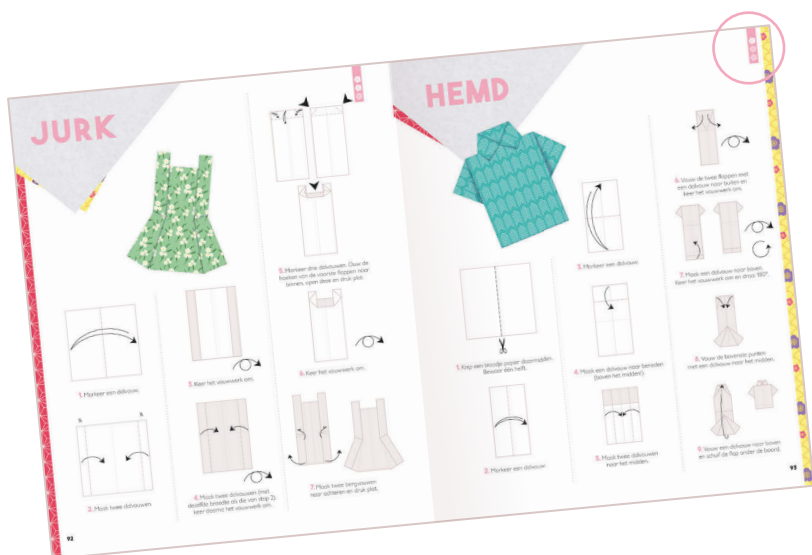 JURK
1. Markeer een dalvouw.
S
S
2. Maak twee dalvouwen.
3. Keer het vouwwerk om.
4. Maak twee dalvouwen (met
dezelfde breedte als die van stap 2),
keer daarna het vouwwerk om.
5. Markeer drie dalvouwen. Duw de
hoeken van de voorste flappen naar
binnen, open deze en druk plat.
6. Keer het vouwwerk om.
7. Maak twee bergvouwen
naar achteren en druk plat.
92
HEMD
1. Knip een blaadje papier doormidden.
Bewaar één helft.
2. Markeer een dalvouw.
3. Markeer een dalvouw.
4. Maak een dalvouw naar beneden
(boven het midden!).
5. Maak twee dalvouwen
naar het midden.
6. Vouw de twee flappen met
een dalvouw naar buiten en
keer het vouwwerk om.
7. Maak een dalvouw naar boven.
Keer het vouwwerk om en draai 180°.
8. Vouw de bovenste punten
met een dalvouw naar het midden.
9. Vouw een dalvouw naar boven
en schuif de flap onder de boord.
93